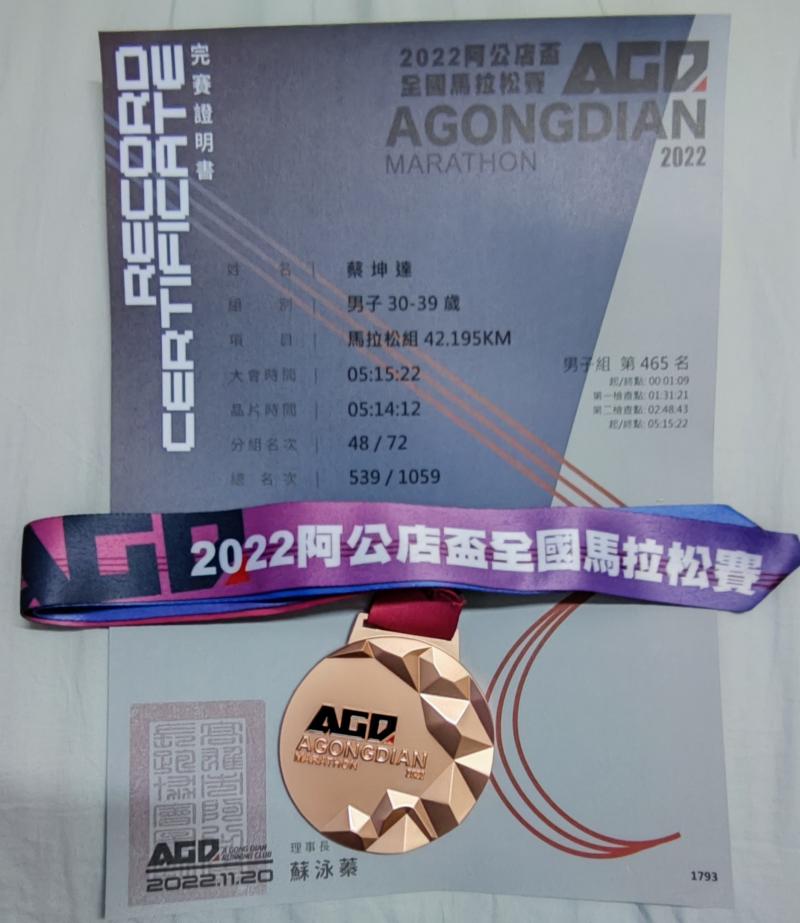 RECORD
CERTIFICATE
完賽證明書
2022阿公店盃
全國馬拉松賽
AGD
AGONGDIAN
MARATHON
2022
姓 名 | 蔡坤達
組 別 | 男子 30-39 歲
項 目 | 馬拉松組 42.195KM
大會時間 | 05:15:22
晶片時間 | 05:14:12
分組名次 | 48 / 72
總 名 次 | 539 / 1059
男子組 第 465 名
起/終點: 00:01:09
第一檢查點: 01:31:21
第二檢查點: 02:48:43
起/終點: 05:15:22
AGD
2022阿公店盃全國馬拉松賽
AGD
AGONGDIAN
MARATHON
2022
AGD
A GONG DIAN
RUNNING CLUB
2022.11.20
理事長
蘇泳蓁
1793